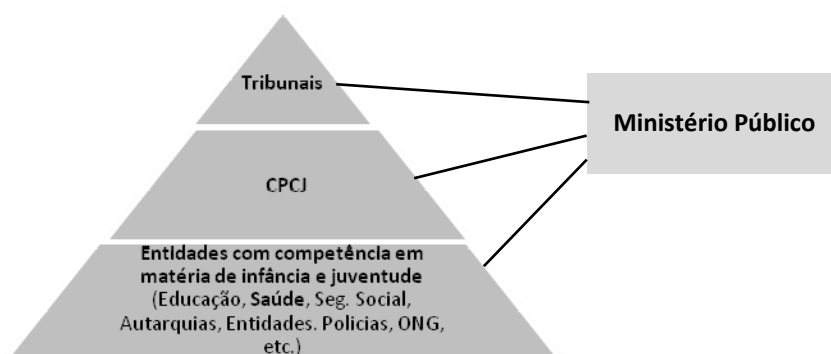 Tribunais
Ministério Público
CPCJ
Entidades com competência em
matéria de infância e juventude
(Educação, Saúde, Seg. Social,
Autarquias, Entidades. Policias, ONG,
etc.)